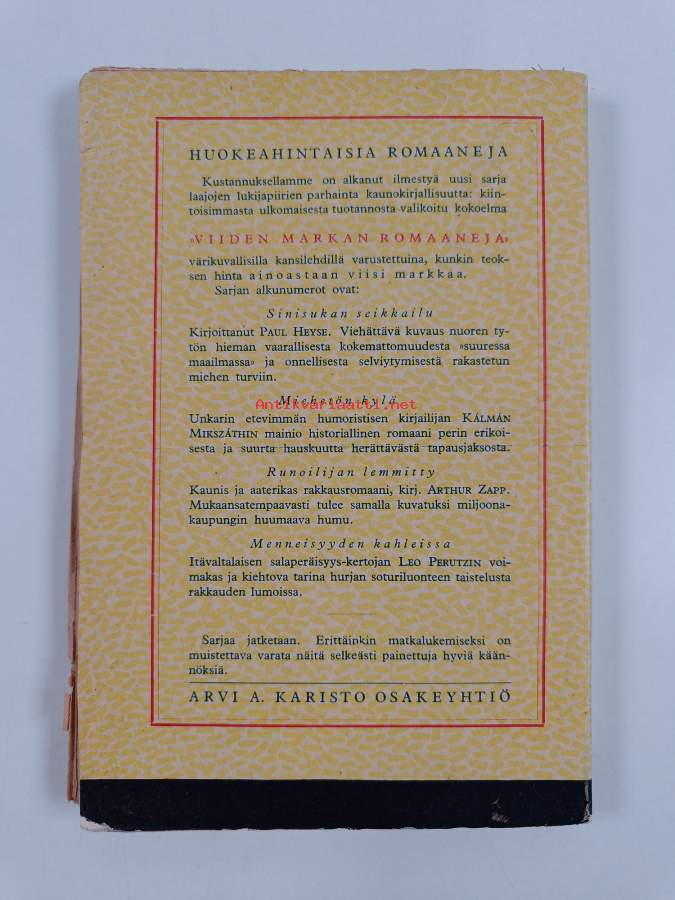 HUOKEAHINTAISIA ROMAANEJA
Kustannuksellamme on alkanut ilmestyä uusi sarja
laajojen lukijapiirien parhainta kaunokirjallisuutta: kiin-
toisimmasta ulkomaisesta tuotannosta valikoitu kokoelma
»VIIDEN MARKAN ROMAANEJA»
värikuvallisilla kansilehdillä varustettuina, kunkin teok-
sen hinta ainoastaan viisi markkaa.
Sarjan alkunumerot ovat:
Sinisukan seikkailu
Kirjoittanut PAUL HEYSE. Viehättävä kuvaus nuoren ty-
tön hieman vaarallisesta kokemattomuudesta »suuressa
maailmassa» ja onnellisesta selviytymisestä rakastetun
miehen turviin.
Miehetön kylä
Antikvariaatti.net
Unkarin etevimmän humoristisen kirjailijan KÁLMÁN
MIKSZÁTHIN mainio historiallinen romaani perin erikoi-
sesta ja suurta hauskuutta herättävästä tapausjaksosta.
Runoilijan lemmitty
Kaunis ja aaterikas rakkausromaani, kirj. ARTHUR ZAPP.
Mukaansatempaavasti tulee samalla kuvatuksi miljoona-
kaupungin huumaava humu.
Menneisyyden kahleissa
Itävaltalaisen salaperäisyys-kertojan LEO PERUTZIN voi-
makas ja kiehtova tarina hurjan soturiluonteen taistelusta
rakkauden lumoissa.
Sarjaa jatketaan. Erittäinkin matkalukemiseksi on
muistettava varata näitä selkeästi painettuja hyviä kään-
nöksiä.
ARVI A. KARISTO OSAKEYHTIÖ